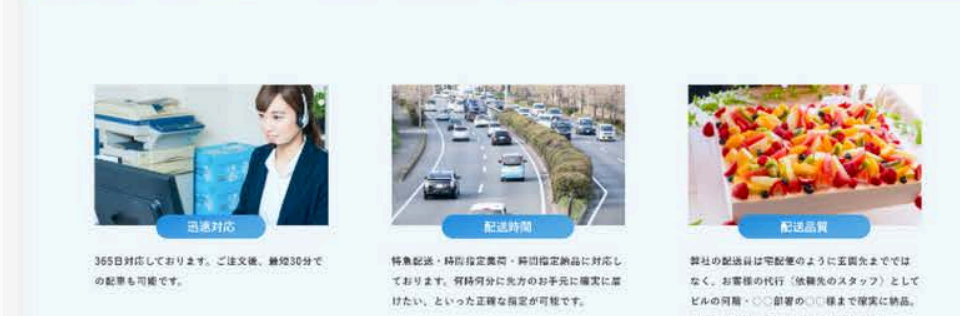 迅速対応
365日対応しております。ご注文後、最短30分で
の配車も可能です。
配送時間
特急配送・時間指定集荷・時間指定納品に対応し
ております。何時何分に先方のお手元に確実に届
けたい、といった正確な指定が可能です。
配送品質
弊社の配送員は宅配便のように玄関先まででは
なく、お客様の代行（依頼先のスタッフ）として
ビルの何階・〇〇部署の〇〇様まで確実に納品。